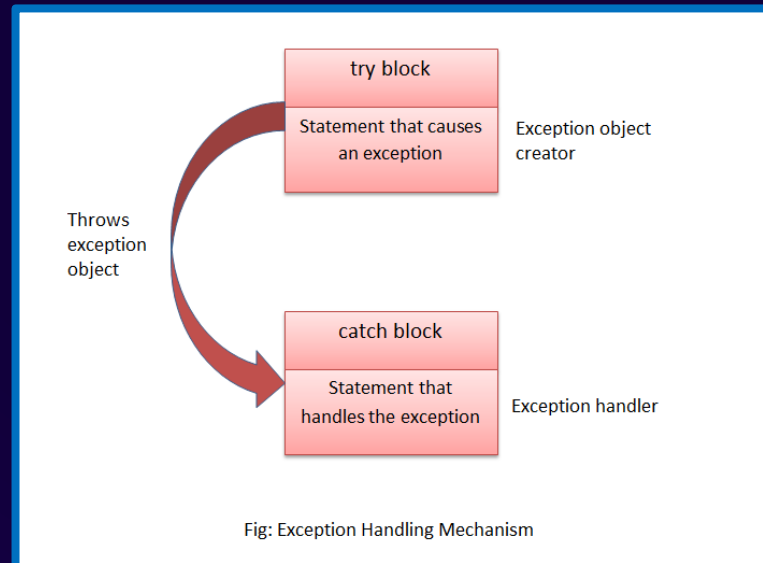 try block
Statement that causes
an exception
Exception object
creator
Throws
exception
object
catch block
Statement that
handles the exception
Exception handler
Fig: Exception Handling Mechanism